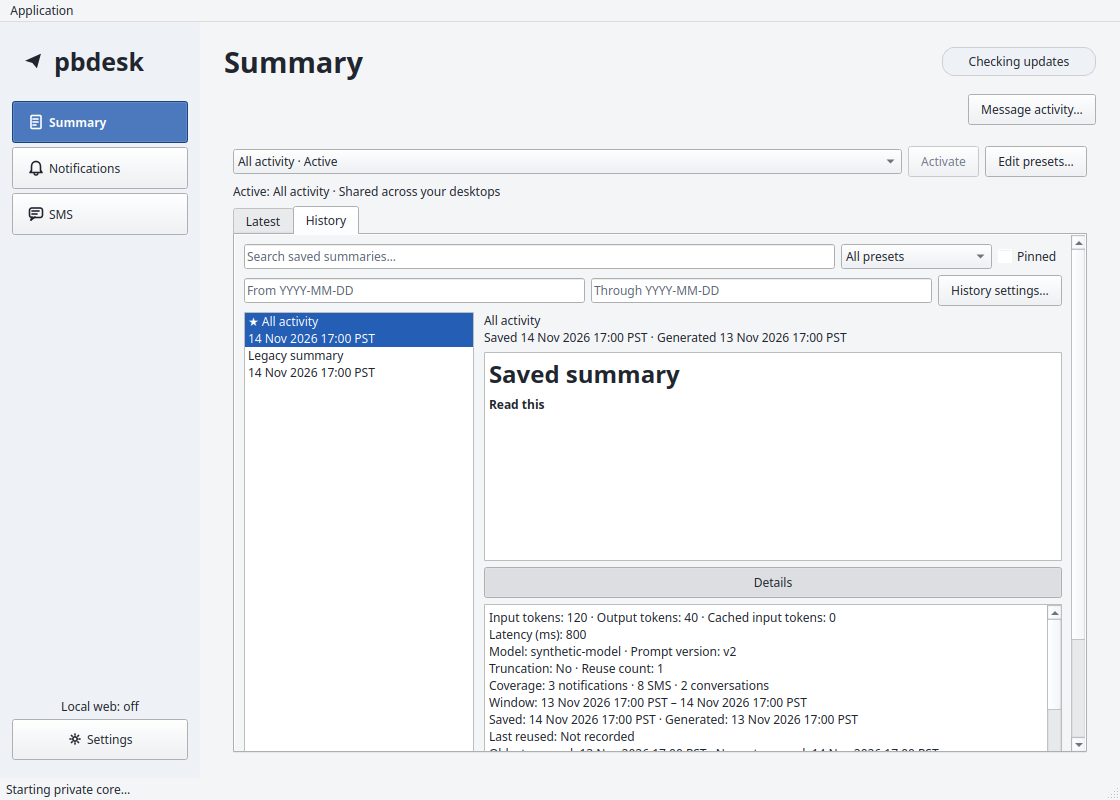 Application
pbdesk
Summary
Notifications
SMS
Local web: off
Settings
Starting private core...
Summary
Checking updates
Message activity...
All activity · Active
Activate
Edit presets...
Active: All activity · Shared across your desktops
Latest
History
Search saved summaries...
All presets
Pinned
From YYYY-MM-DD
Through YYYY-MM-DD
History settings...
★ All activity
14 Nov 2026 17:00 PST
Legacy summary
14 Nov 2026 17:00 PST
All activity
Saved 14 Nov 2026 17:00 PST · Generated 13 Nov 2026 17:00 PST
Saved summary
Read this
Details
Input tokens: 120 · Output tokens: 40 · Cached input tokens: 0
Latency (ms): 800
Model: synthetic-model · Prompt version: v2
Truncation: No · Reuse count: 1
Coverage: 3 notifications · 8 SMS · 2 conversations
Window: 13 Nov 2026 17:00 PST – 14 Nov 2026 17:00 PST
Saved: 14 Nov 2026 17:00 PST · Generated: 13 Nov 2026 17:00 PST
Last reused: Not recorded